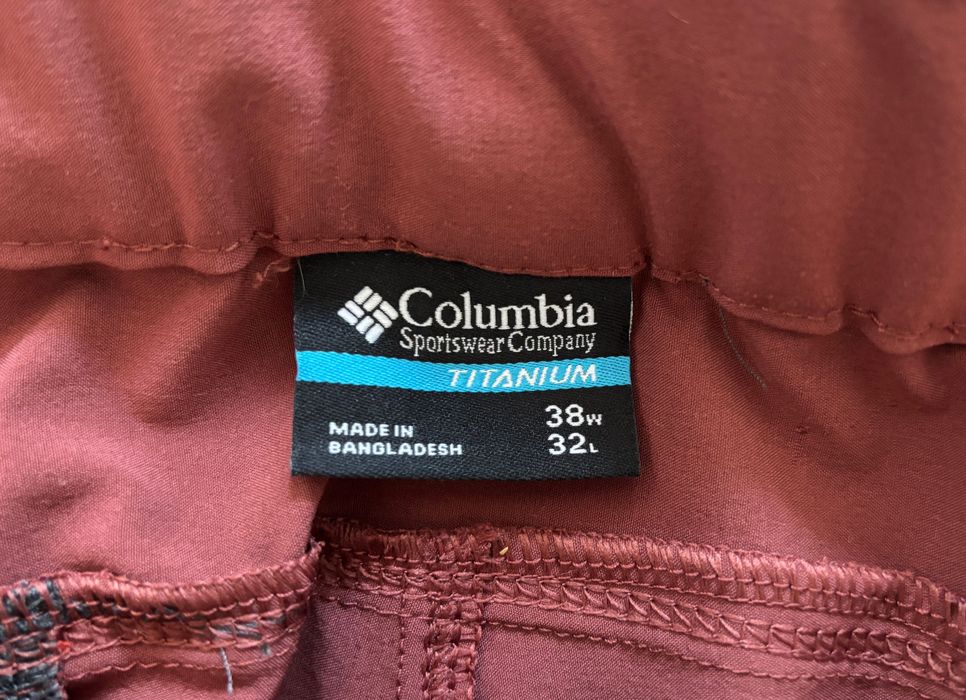 Columbia
Sportswear Company
TITANIUM
38W
32L
MADE IN
BANGLADESH